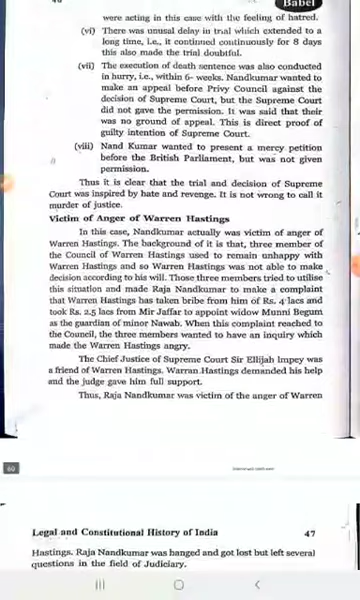 46
Babel
were acting in this case with the feeling of hatred.
(vi) There was unusual delay in trial which extended to a
long time, i.e., it continued continuously for 8 days
this also made the trial doubtful.
(vii) The execution of death sentence was also conducted
in hurry, i.e., within 6- weeks. Nandkumar wanted to
make an appeal before Privy Council against the
decision of Supreme Court, but the Supreme Court
did not gave the permission. It was said that their
was no ground of appeal. This is direct proof of
guilty intention of Supreme Court.
(viii) Nand Kumar wanted to present a mercy petition
before the British Parliament, but was not given
permission.
Thus it is clear that the trial and decision of Supreme
Court was inspired by hate and revenge. It is not wrong to call it
murder of justice.
Victim of Anger of Warren Hastings
In this case, Nandkumar actually was victim of anger of
Warren Hastings. The background of it is that, three member of
the Council of Warren Hastings used to remain unhappy with
Warren Hastings and so Warren Hastings was not able to make
decision according to his will. Those three members tried to utilise
this situation and made Raja Nandkumar to make a complaint
that Warren Hastings has taken bribe from him of Rs. 4 lacs and
took Rs. 2.5 lacs from Mir Jaffar to appoint widow Munni Begum
as the guardian of minor Nawab. When this complaint reached to
the Council, the three members wanted to have an inquiry which
made the Warren Hastings angry.
The Chief Justice of Supreme Court Sir Ellijah Impey was
a friend of Warren Hastings. Warran Hastings demanded his help
and the judge gave him full support.
Thus, Raja Nandkumar was victim of the anger of Warren
60
Legal and Constitutional History of India 47
Hastings. Raja Nandkumar was hanged and got lost but left several
questions in the field of Judiciary.